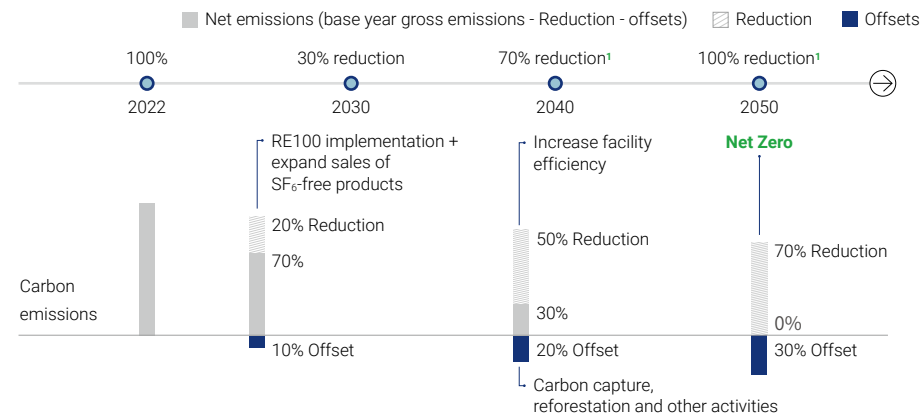 Net emissions (base year gross emissions - Reduction - offsets)
Reduction
Offsets
100%
30% reduction
70% reduction¹
100% reduction¹
2022
2030
2040
2050
RE100 implementation +
expand sales of
SF₆-free products
Increase facility
efficiency
Net Zero
20% Reduction
70%
50% Reduction
30%
70% Reduction
0%
Carbon
emissions
10% Offset
20% Offset
30% Offset
Carbon capture,
reforestation and other activities